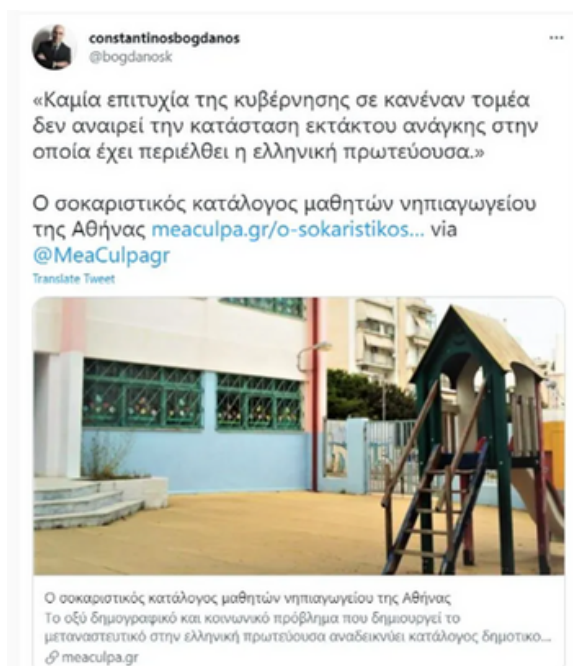 constantinosbogdanos
@bogdanosk
«Καμία επιτυχία της κυβέρνησης σε κανέναν τομέα
δεν αναιρεί την κατάσταση εκτάκτου ανάγκης στην
οποία έχει περιέλθει η ελληνική πρωτεύουσα.»
Ο σοκαριστικός κατάλογος μαθητών νηπιαγωγείου
της Αθήνας meaculpa.gr/o-sokaristikos... via
@MeaCulpagr
Translate Tweet
Ο σοκαριστικός κατάλογος μαθητών νηπιαγωγείου της Αθήνας
Το οξύ δημογραφικό και κοινωνικό πρόβλημα που δημιουργεί το
μεταναστευτικό στην ελληνική πρωτεύουσα αναδεικνύει κατάλογος δημοτικο...
meaculpa.gr